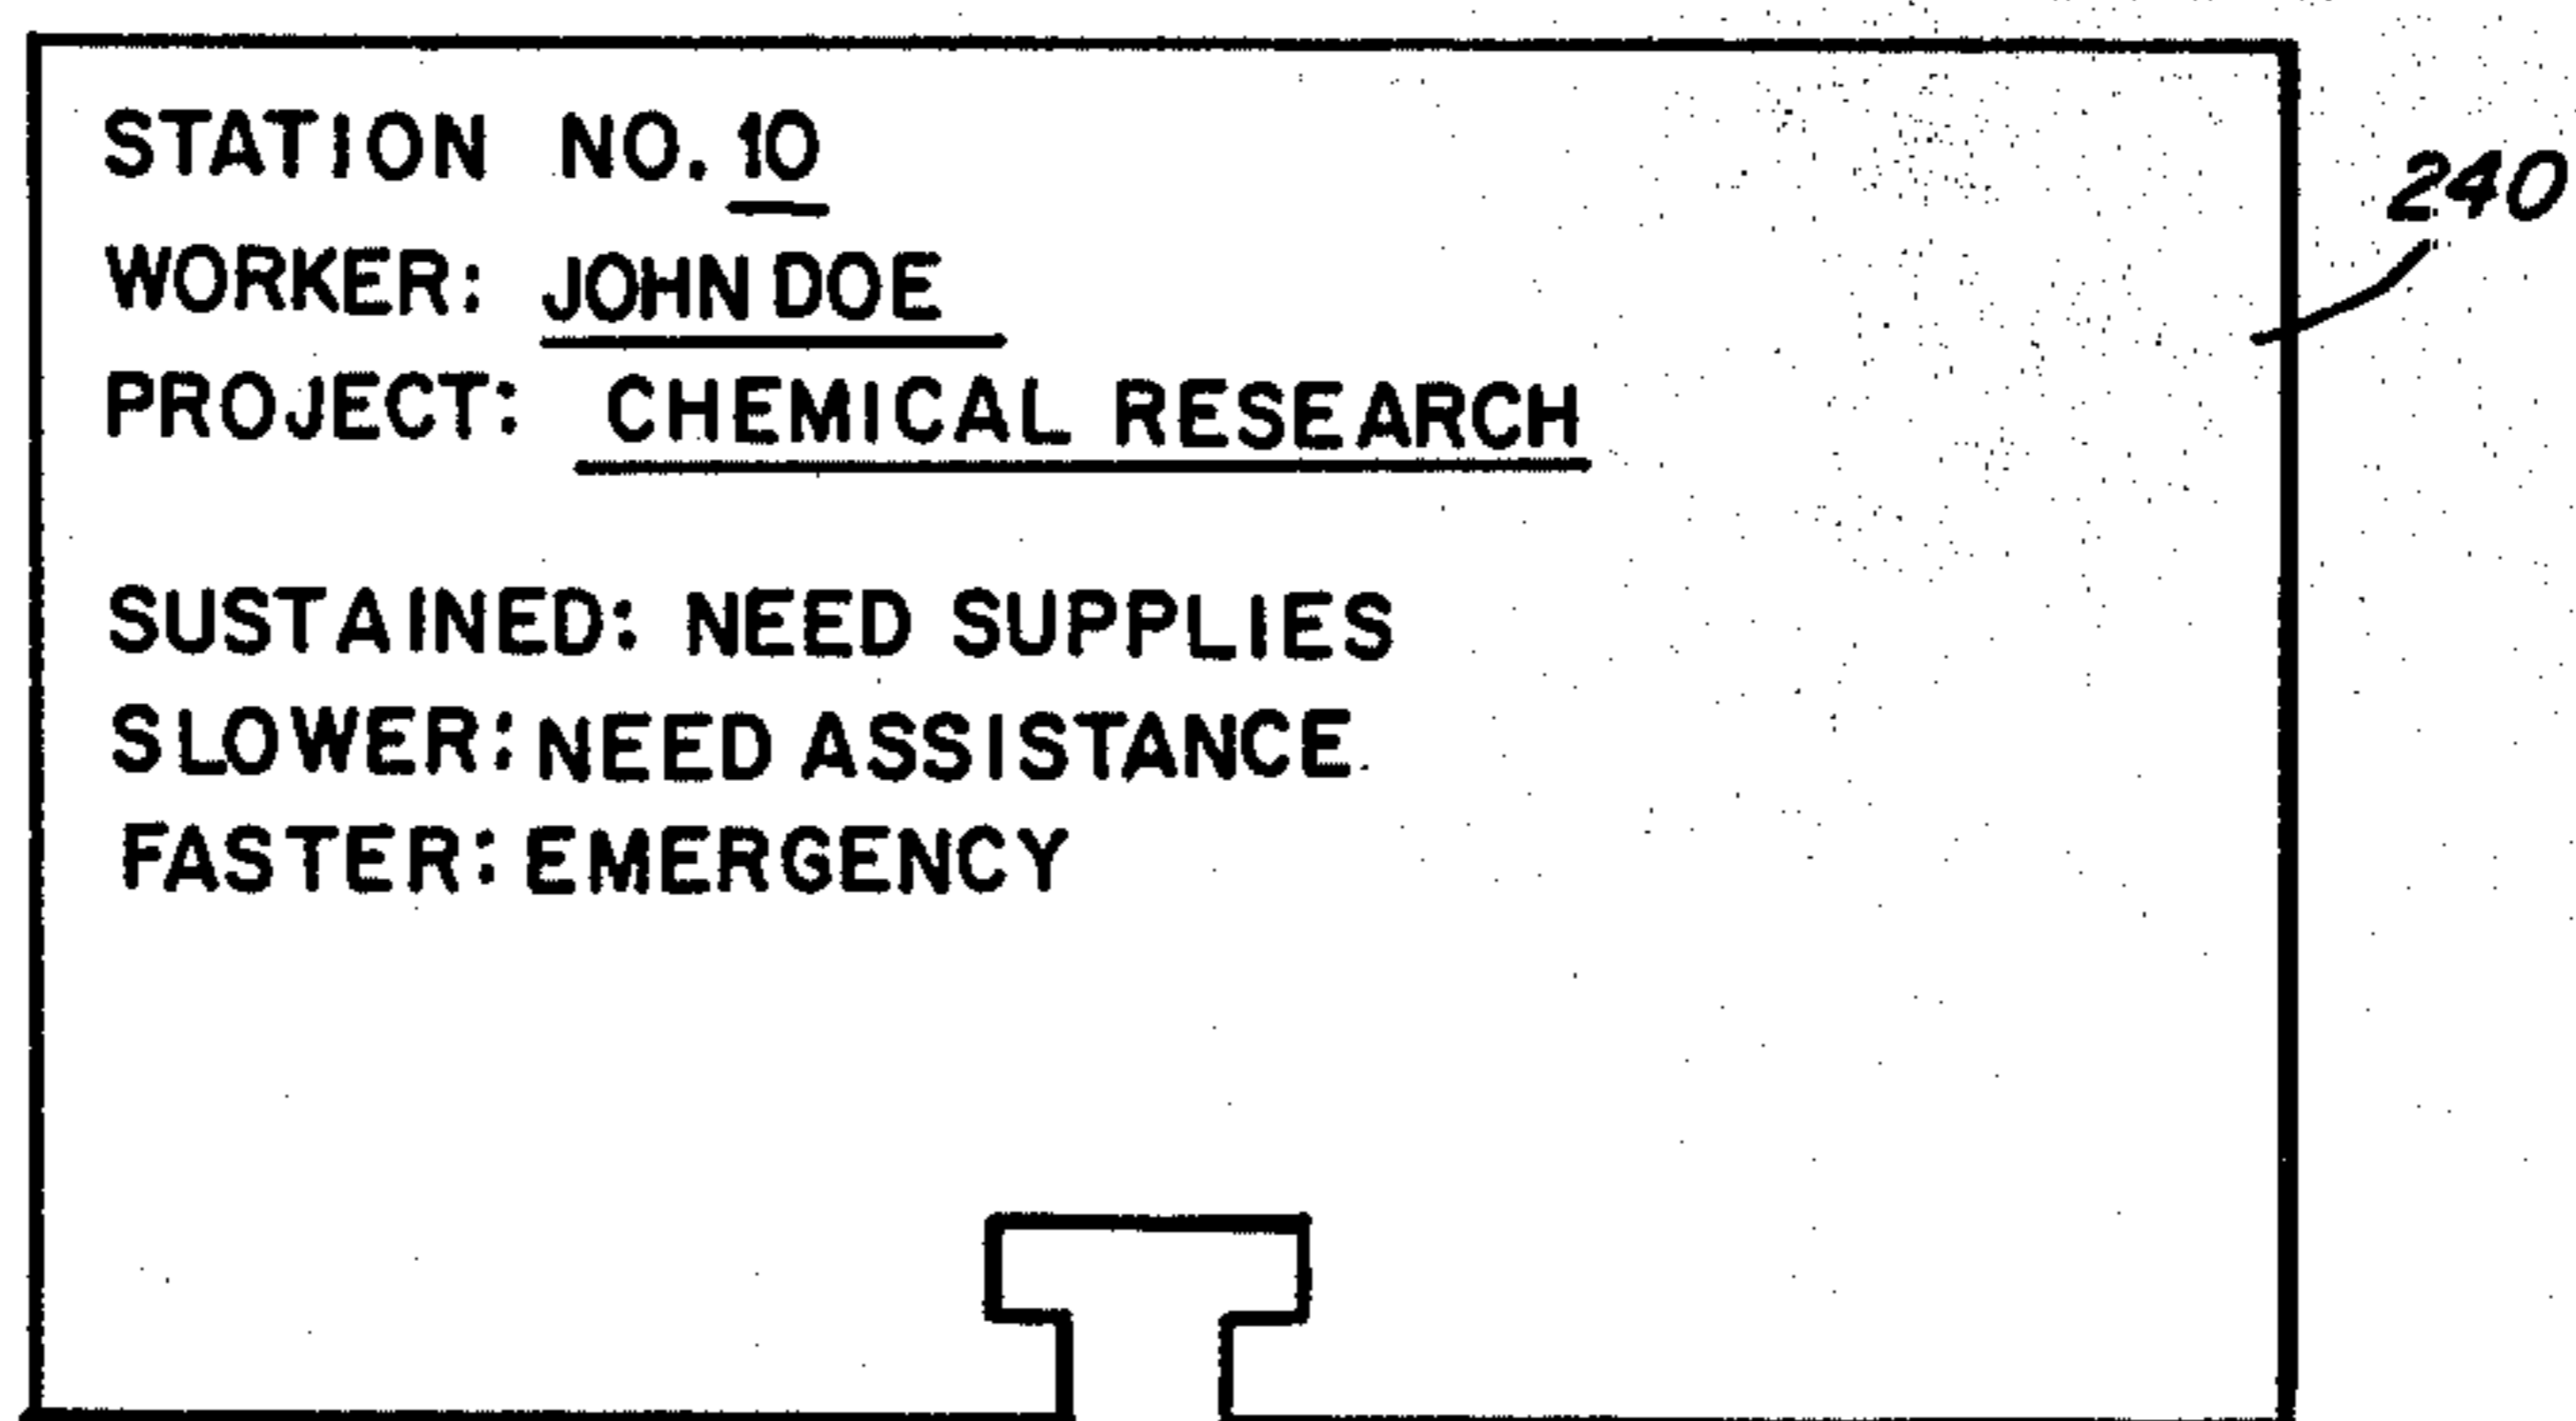 STATION NO. 10
240
WORKER: JOHN DOE
PROJECT: CHEMICAL RESEARCH
SUSTAINED: NEED SUPPLIES
SLOWER: NEED ASSISTANCE
FASTER: EMERGENCY